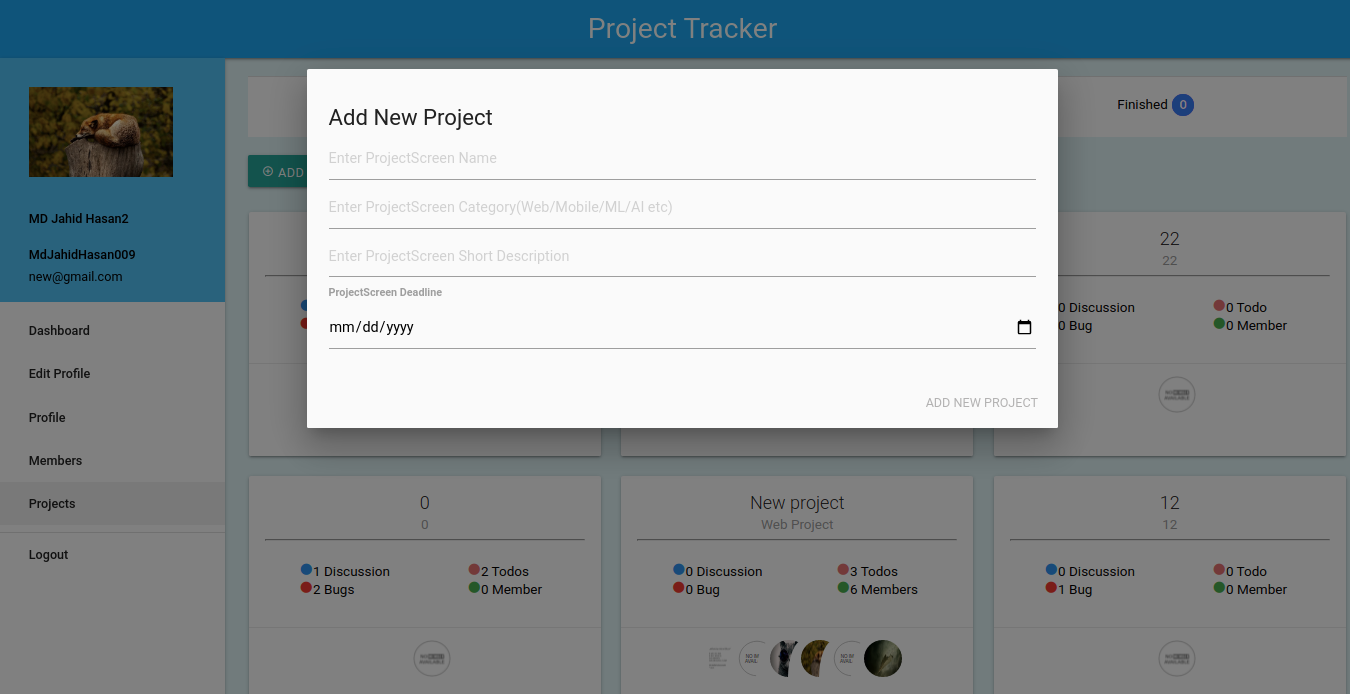 Project Tracker
MD Jahid Hasan2
MdJahidHasan009
new@gmail.com
Dashboard
Edit Profile
Profile
Members
Projects
Logout
Finished 0
ADD
Add New Project
Enter ProjectScreen Name
Enter ProjectScreen Category(Web/Mobile/ML/AI etc)
Enter ProjectScreen Short Description
ProjectScreen Deadline
mm/dd/yyyy
ADD NEW PROJECT
22
22
0 Discussion
0 Todo
0 Bug
0 Member
0
0
1 Discussion
2 Todos
2 Bugs
0 Member
New project
Web Project
0 Discussion
3 Todos
0 Bug
6 Members
12
12
0 Discussion
0 Todo
1 Bug
0 Member